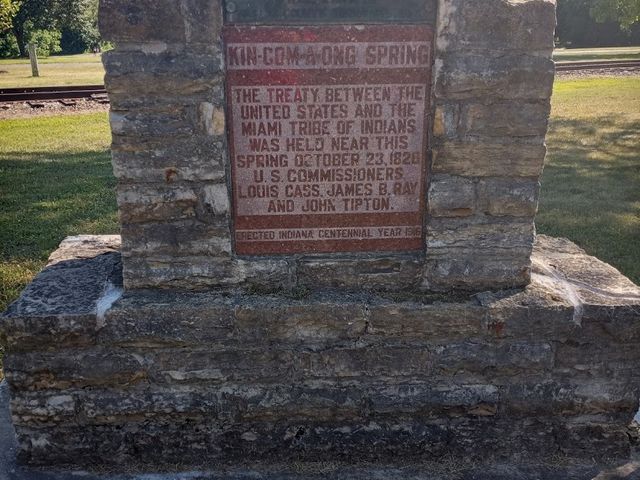 KIN-COM-A-ONG SPRING
THE TREATY BETWEEN THE
UNITED STATES AND THE
MIAMI TRIBE OF INDIANS
WAS HELD NEAR THIS
SPRING OCTOBER 23, 1826
U.S. COMMISSIONERS
LOUIS CASS, JAMES B. RAY
AND JOHN TIPTON.
ERECTED INDIANA CENTENNIAL YEAR 1916